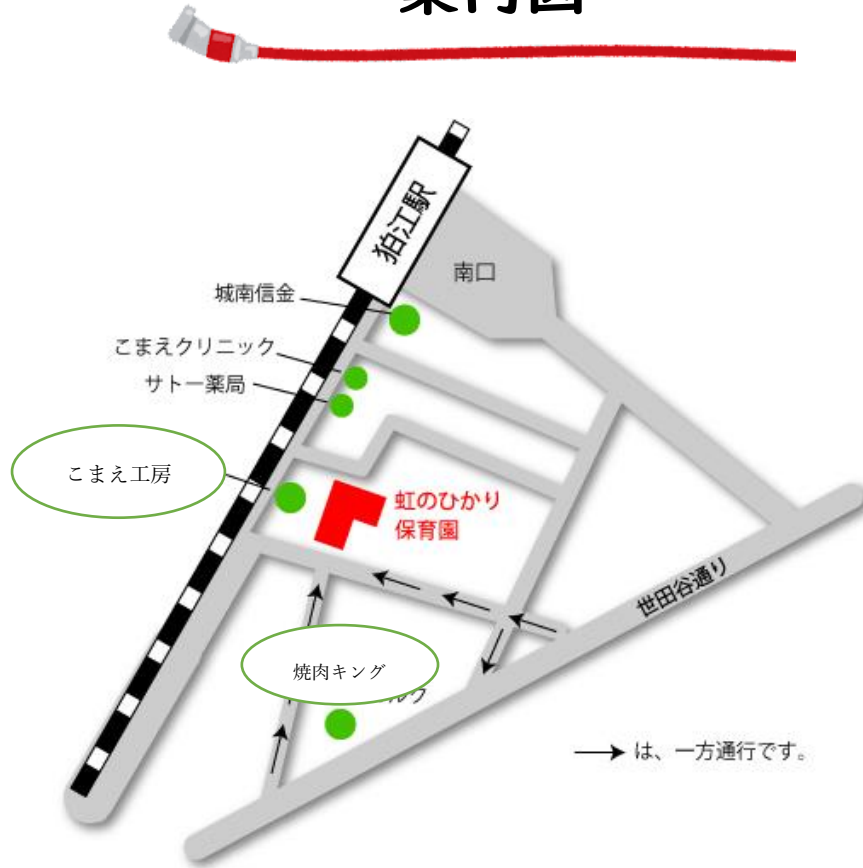 案内図
狛江駅
南口
城南信金
こまえクリニック
サトー薬局
こまえ工房
虹のひかり
保育園
世田谷通り
焼肉キング
は、一方通行です。